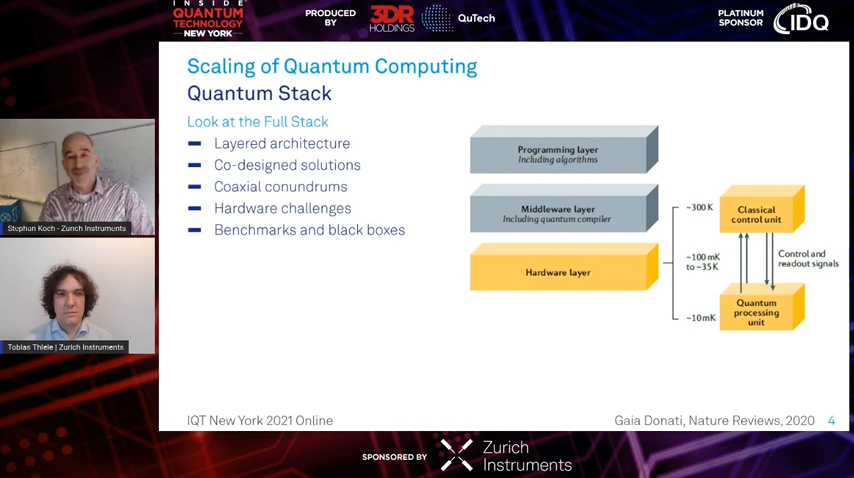 INSIDE
QUANTUM
TECHNOLOGY
NEW YORK
PRODUCED
BY
3DR
HOLDINGS
QuTech
PLATINUM
SPONSOR
IDQ
Scaling of Quantum Computing
Quantum Stack
Look at the Full Stack
Layered architecture
Co-designed solutions
Coaxial conundrums
Hardware challenges
Benchmarks and black boxes
Programming layer
Including algorithms
Middleware layer
Including quantum compiler
Hardware layer
~300 K
~100 mK
to ~35 K
~10 mK
Classical
control unit
Control and
readout signals
Quantum
processing
unit
Stephan Koch - Zurich Instruments
Tobias Thiele | Zurich Instruments
IQT New York 2021 Online
Gaia Donati, Nature Reviews, 2020 4
SPONSORED BY
Zurich
Instruments